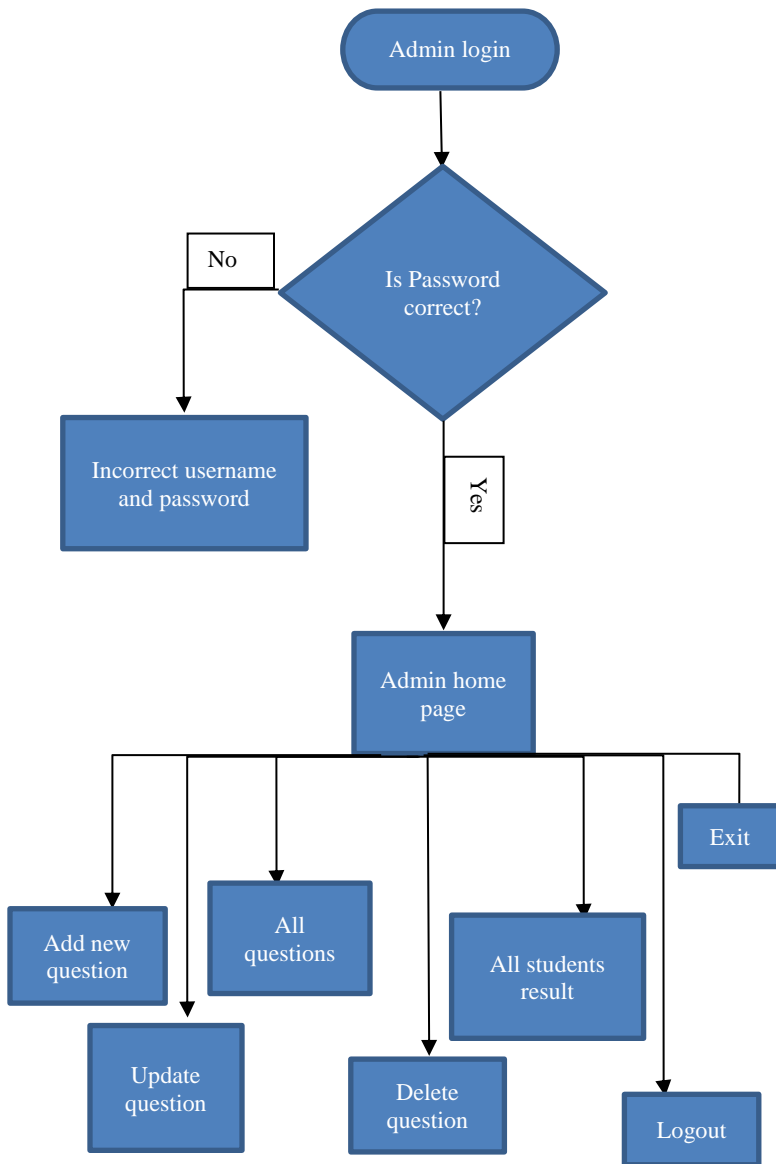 Admin login
Is Password
correct?
No
Incorrect username
and password
Yes
Admin home
page
Exit
Add new
question
All
questions
All students
result
Update
question
Delete
question
Logout